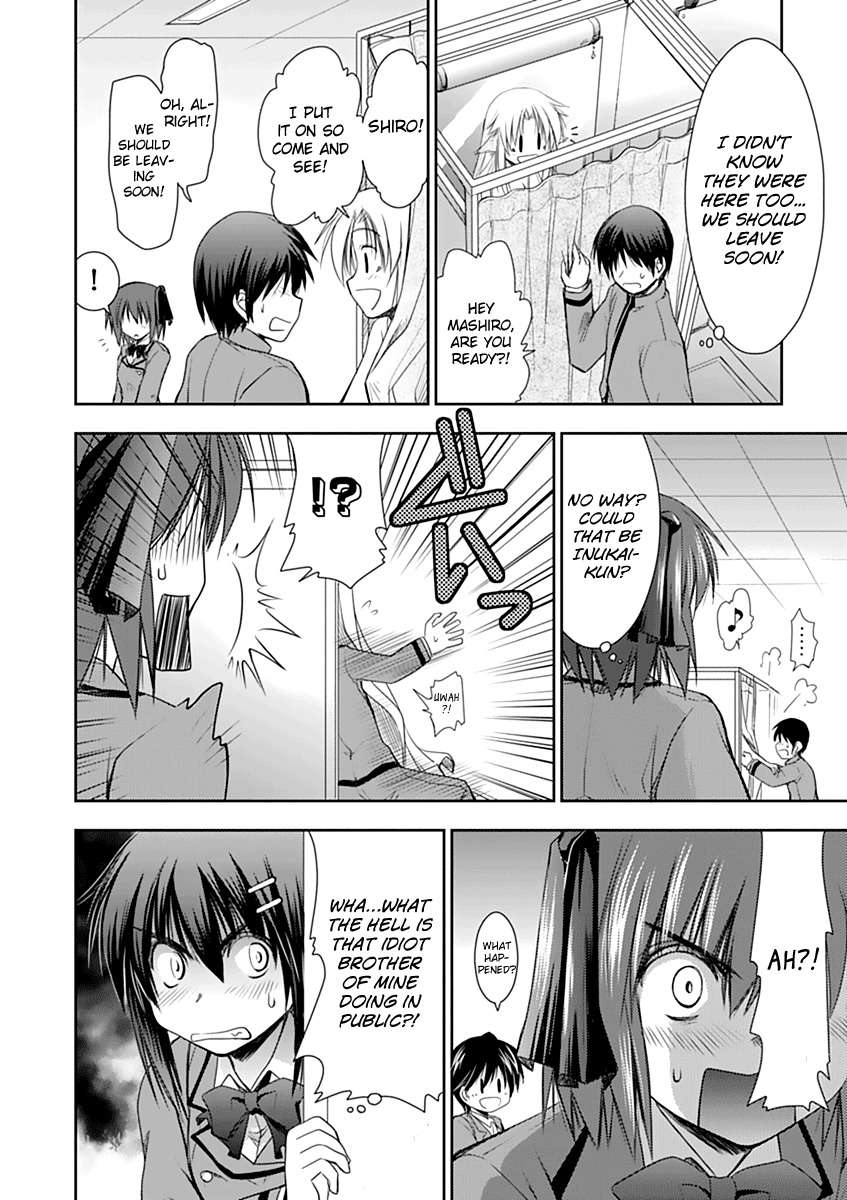 I DIDN'T
KNOW
THEY WERE
HERE TOO...
WE SHOULD
LEAVE
SOON!
HEY
MASHIRO,
ARE YOU
READY?!
SHIRO!
I PUT
IT ON SO
COME AND
SEE!
OH, AL-
RIGHT!
WE
SHOULD
BE LEAV-
ING
SOON!
!
NO WAY?
COULD
THAT BE
INUKAI-
KUN?
♪
....
ぐいっ
UWAH
?!
!?
AH?!
WHAT
HAP-
PENED?
WHA...WHAT
THE HELL IS
THAT IDIOT
BROTHER
OF MINE
DOING IN
PUBLIC?!